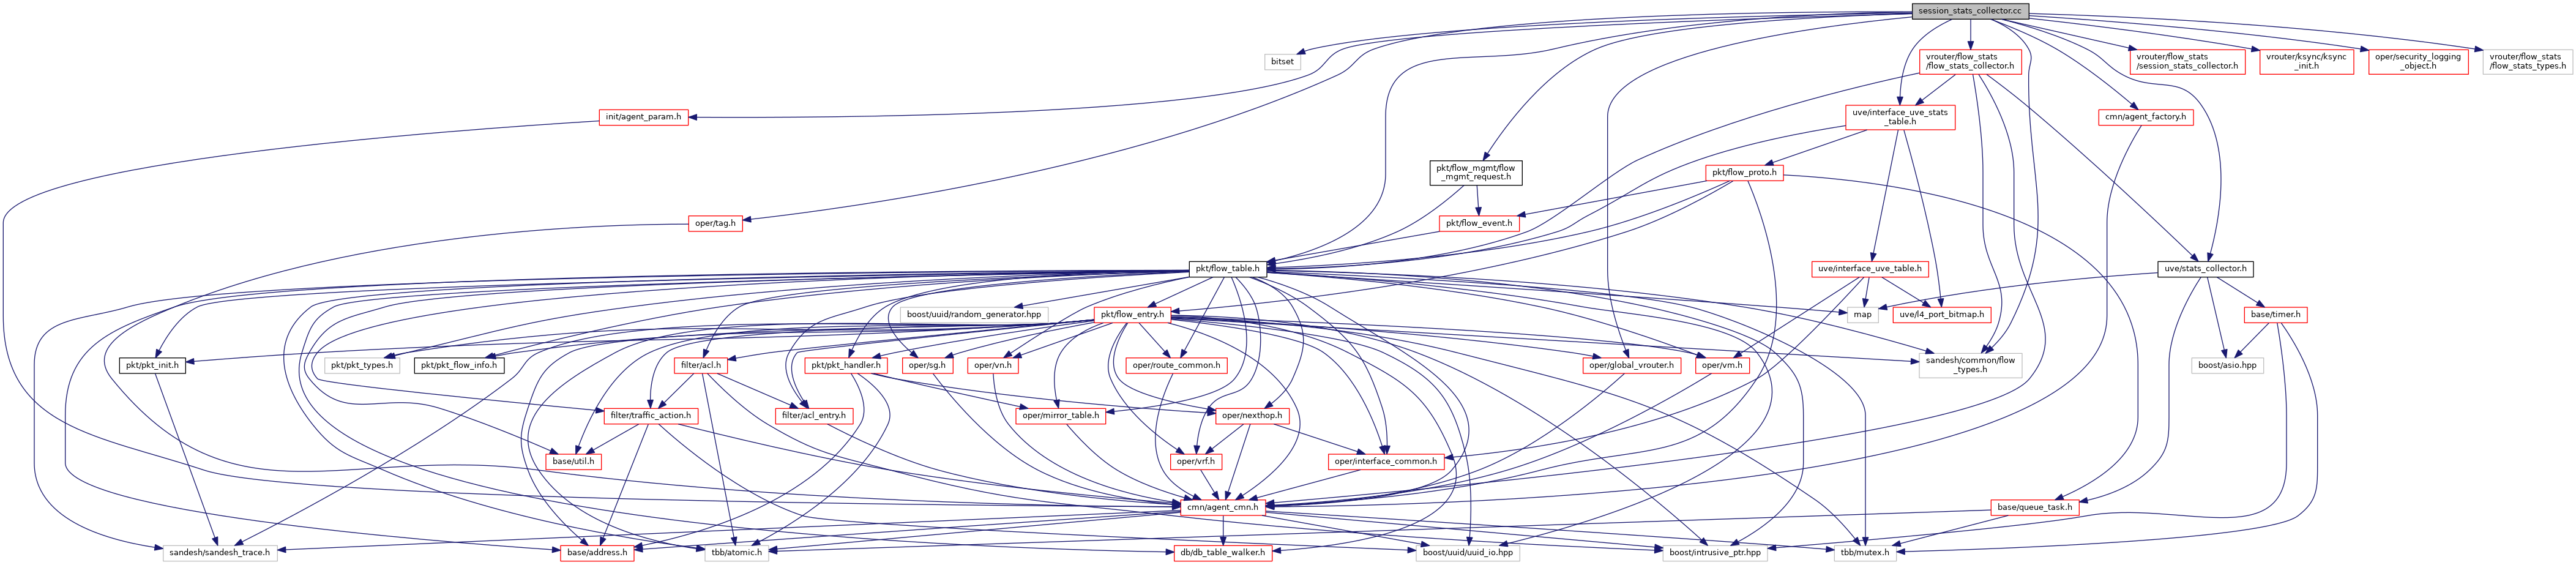 session_stats_collector.cc
bitset
vrouter/flow_stats
/flow_stats_collector.h
vrouter/flow_stats
/session_stats_collector.h
vrouter/ksync/ksync
_init.h
oper/security_logging
_object.h
vrouter/flow_stats
/flow_stats_types.h
init/agent_param.h
uve/interface_uve_stats
_table.h
cmn/agent_factory.h
pkt/flow_mgmt/flow
_mgmt_request.h
pkt/flow_proto.h
oper/tag.h
pkt/flow_event.h
pkt/flow_table.h
uve/interface_uve_table.h
uve/stats_collector.h
boost/uuid/random_generator.hpp
pkt/flow_entry.h
map
uve/l4_port_bitmap.h
base/timer.h
pkt/pkt_init.h
pkt/pkt_types.h
pkt/pkt_flow_info.h
filter/acl.h
pkt/pkt_handler.h
oper/sg.h
oper/vn.h
oper/route_common.h
oper/global_vrouter.h
oper/vm.h
sandesh/common/flow
_types.h
boost/asio.hpp
filter/traffic_action.h
filter/acl_entry.h
oper/mirror_table.h
oper/nexthop.h
base/util.h
oper/vrf.h
oper/interface_common.h
cmn/agent_cmn.h
base/queue_task.h
sandesh/sandesh_trace.h
base/address.h
tbb/atomic.h
db/db_table_walker.h
boost/uuid/uuid_io.hpp
boost/intrusive_ptr.hpp
tbb/mutex.h